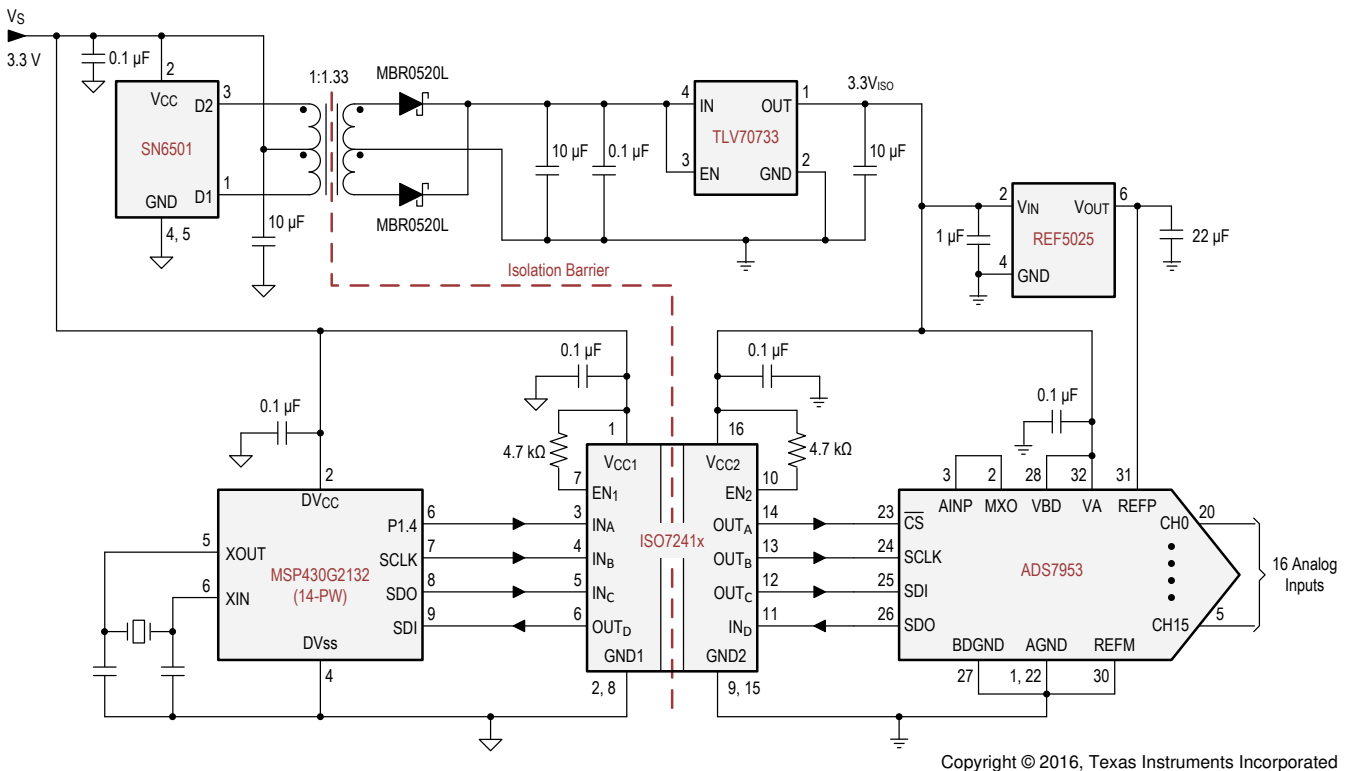 VS
3.3 V
0.1 µF
2
VCC
D2
3
SN6501
D1
1
GND
4, 5
10 µF
1:1.33
MBR0520L
MBR0520L
10 µF
0.1 µF
4
IN
OUT
1
TLV70733
3
EN
GND
2
3.3VISO
10 µF
2
VIN
VOUT
6
REF5025
1 µF
4
GND
22 µF
Isolation Barrier
0.1 µF
2
DVCC
5
XOUT
6
XIN
MSP430G2132
(14-PW)
P1.4
6
SCLK
7
SDO
8
SDI
9
DVss
4
0.1 µF
4.7 kΩ
1
VCC1
7
EN1
3
INA
4
INB
5
INC
6
OUTD
GND1
2, 8
ISO7241x
0.1 µF
4.7 kΩ
16
VCC2
EN2
10
OUTA
14
OUTB
13
OUTC
12
IND
11
GND2
9, 15
0.1 µF
3
2
28
32
31
AINP
MXO
VBD
VA
REFP
23
CS
24
SCLK
25
SDI
26
SDO
ADS7953
CH0
20
CH15
5
16 Analog
Inputs
BDGND
AGND
REFM
27
1, 22
30
Copyright © 2016, Texas Instruments Incorporated